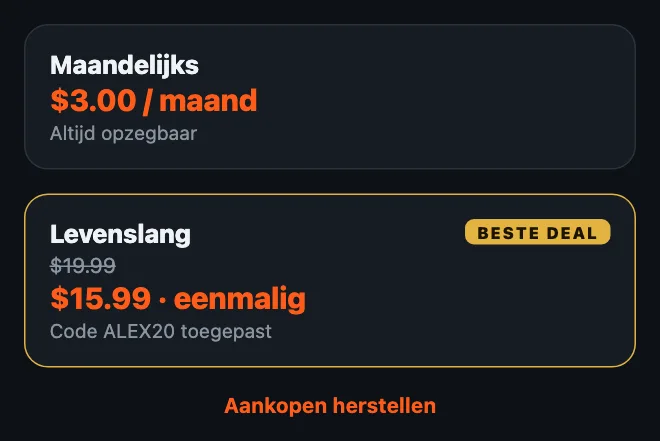 Maandelijks
$3.00 / maand
Altijd opzegbaar
Levenslang
BESTE DEAL
$19.99
$15.99 · eenmalig
Code ALEX20 toegepast
Aankopen herstellen